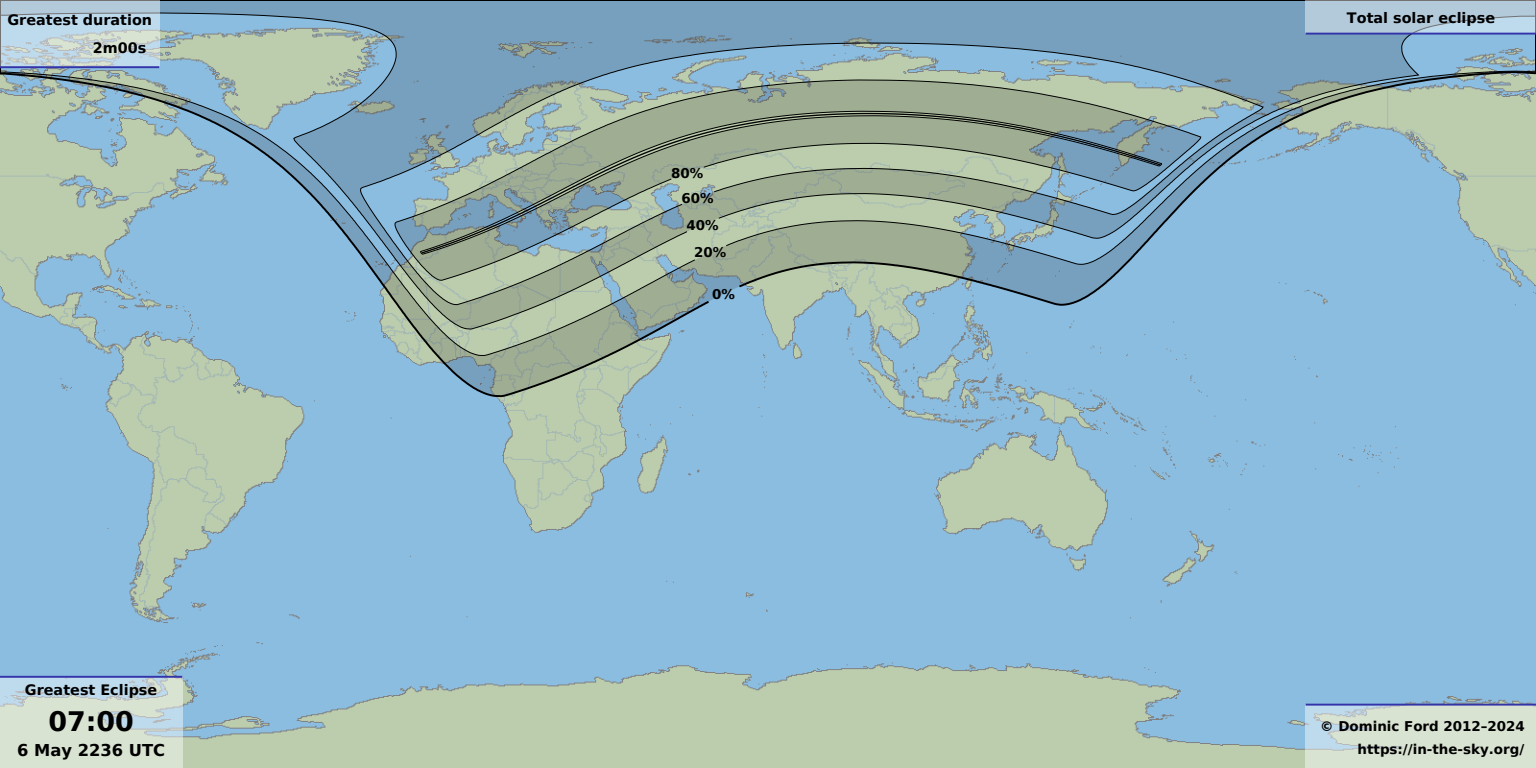 Greatest duration
2m00s
Total solar eclipse
80%
60%
40%
20%
0%
Greatest Eclipse
07:00
6 May 2236 UTC
© Dominic Ford 2012–2024
https://in-the-sky.org/